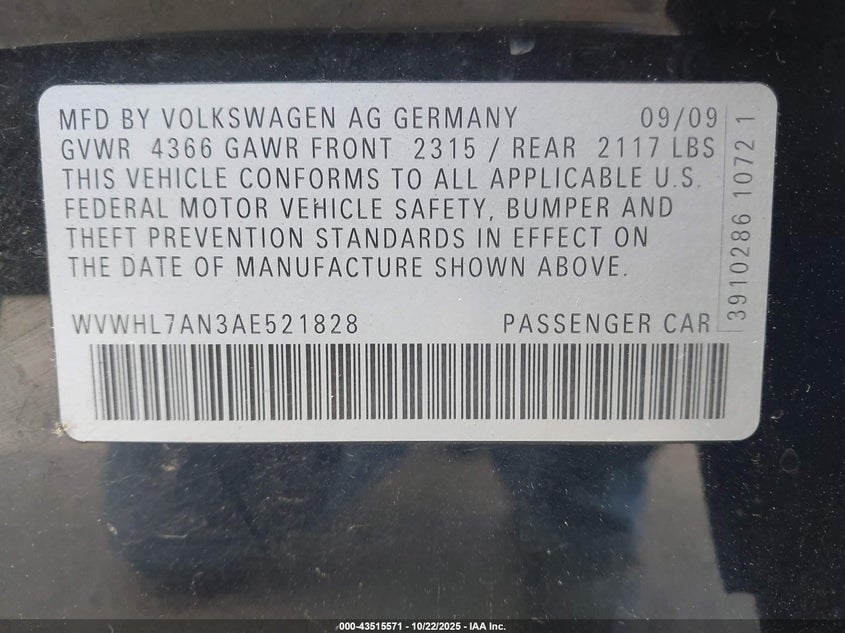 MFD BY VOLKSWAGEN AG GERMANY 09/09
GVWR 4366 GAWR FRONT 2315 / REAR 2117 LBS
THIS VEHICLE CONFORMS TO ALL APPLICABLE U.S.
FEDERAL MOTOR VEHICLE SAFETY, BUMPER AND
THEFT PREVENTION STANDARDS IN EFFECT ON
THE DATE OF MANUFACTURE SHOWN ABOVE.
WVWHL7AN3AE521828 PASSENGER CAR
3910286 1072 1
000-43515571 - 10/22/2025 - IAA Inc.